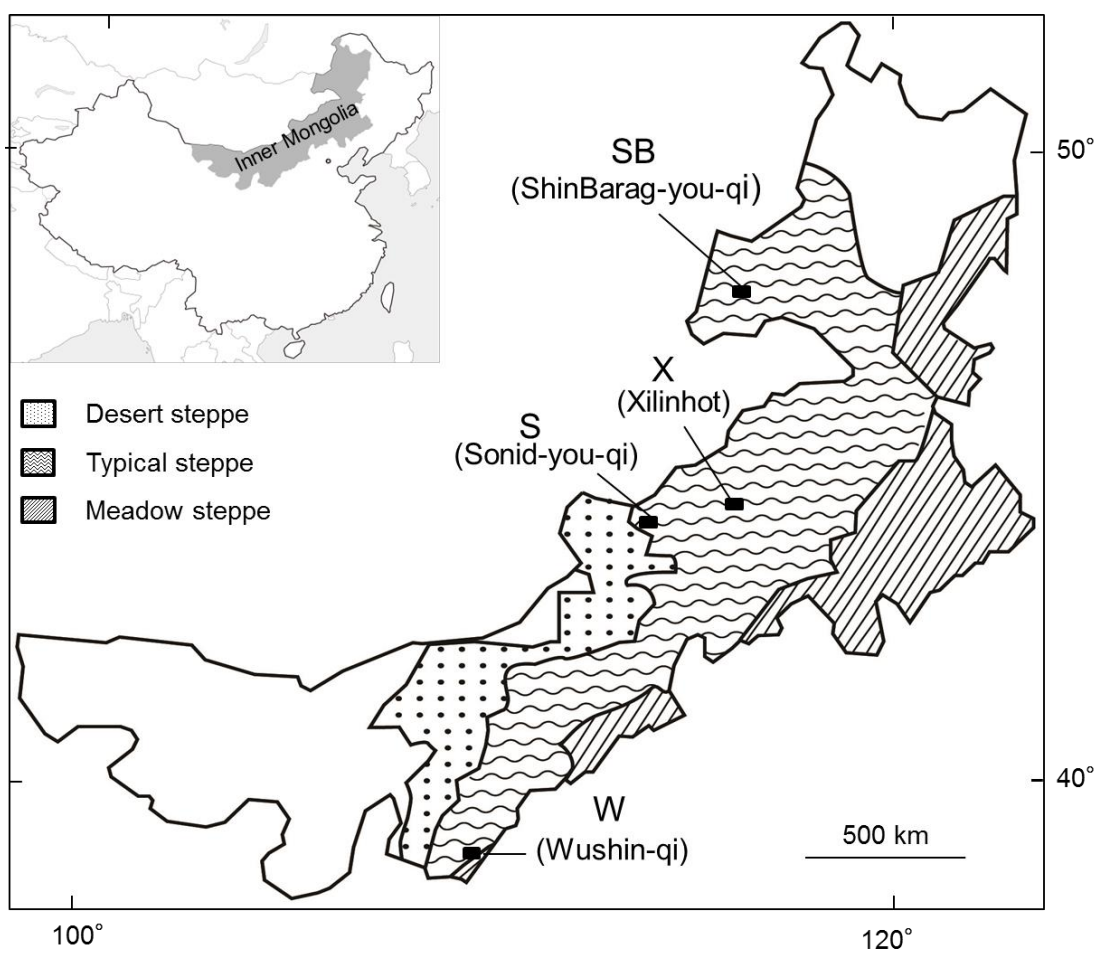 Inner Mongolia
50°
SB
(ShinBarag-you-qi)
X
(Xilinhot)
S
(Sonid-you-qi)
Desert steppe
Typical steppe
Meadow steppe
40°
W
(Wushin-qi)
500 km
100°
120°